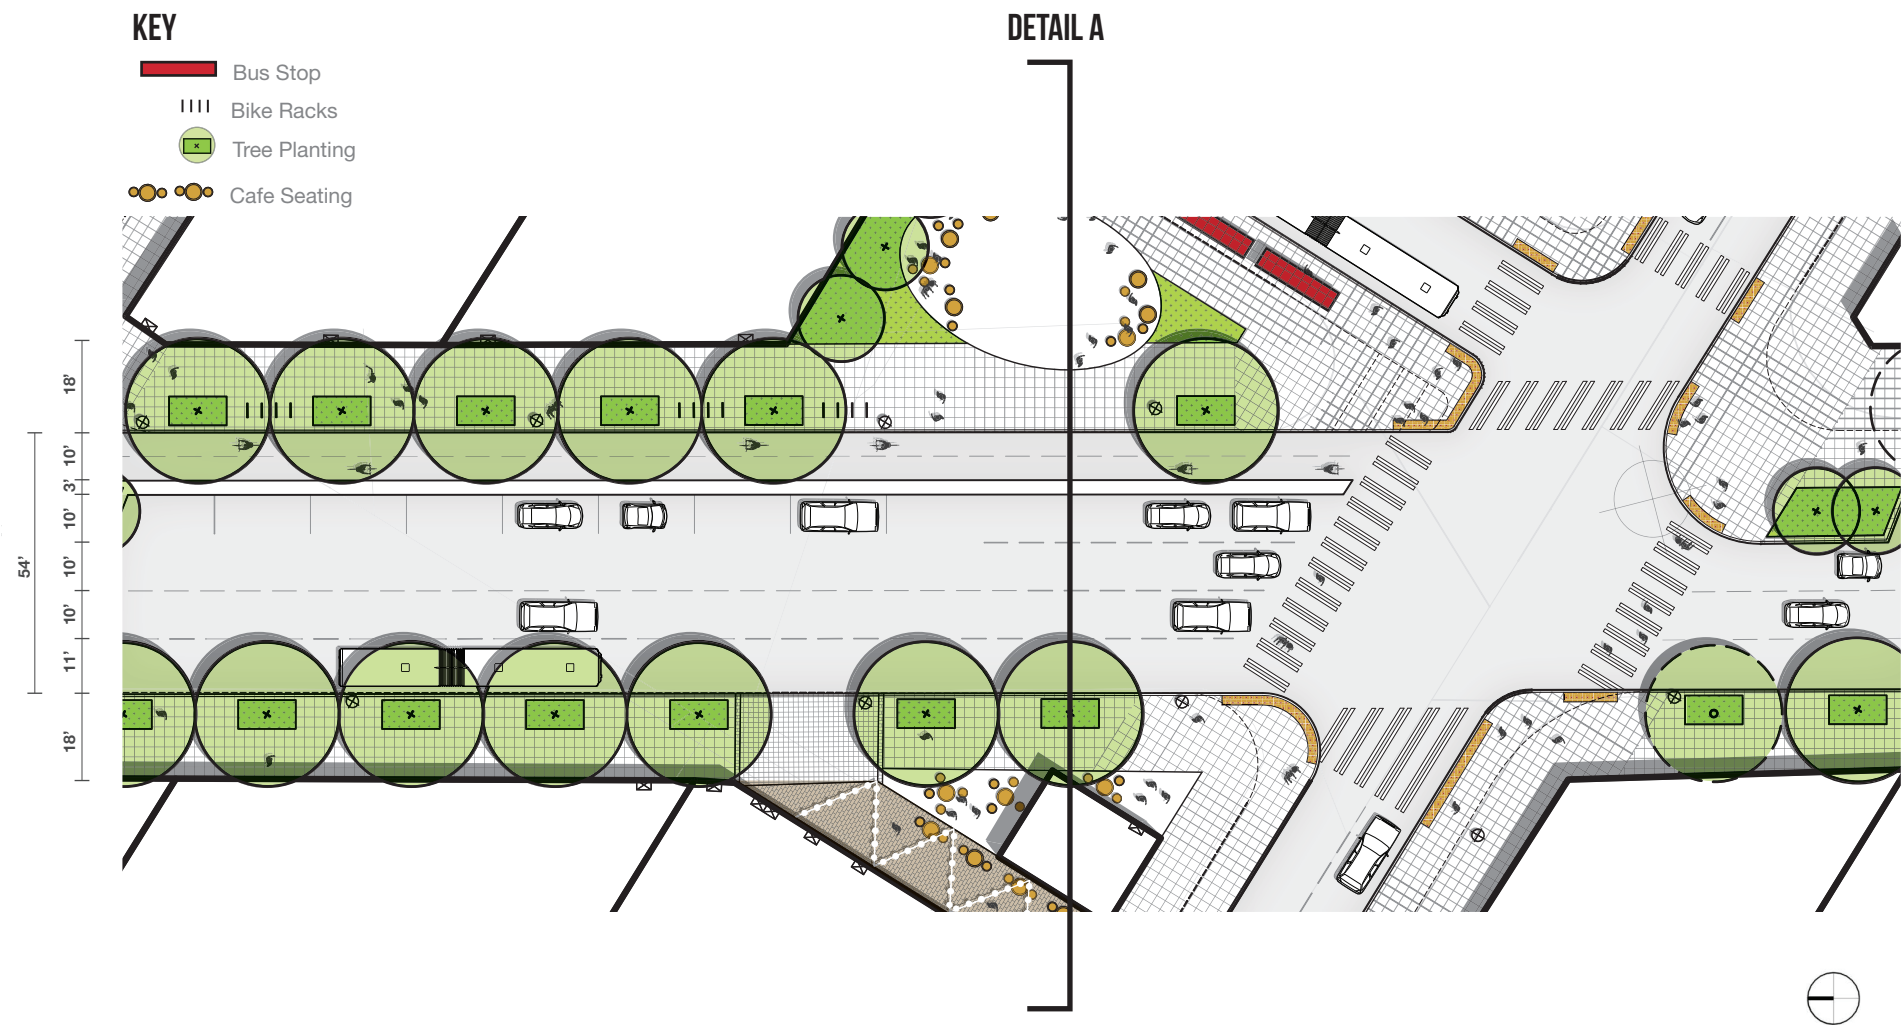 KEY
DETAIL A
Bus Stop
Bike Racks
Tree Planting
Cafe Seating
18'
10'
3'
10'
54'
10'
10'
11'
18'